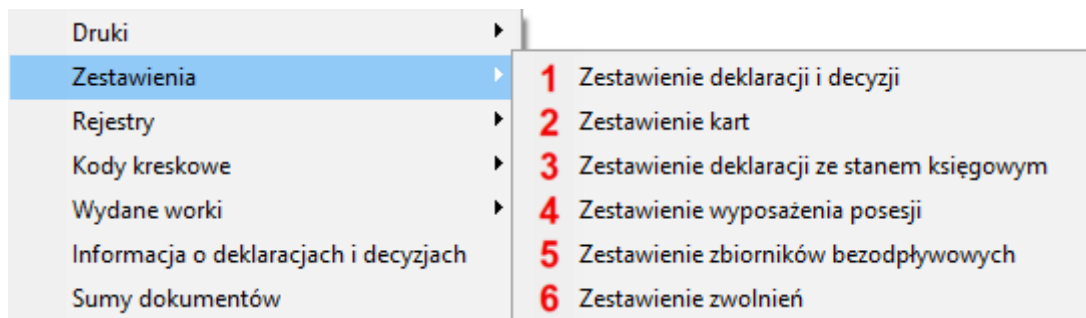 Druki
Zestawienia
Rejestry
Kody kreskowe
Wydane worki
Informacja o deklaracjach i decyzjach
Sumy dokumentów
1 Zestawienie deklaracji i decyzji
2 Zestawienie kart
3 Zestawienie deklaracji ze stanem księgowym
4 Zestawienie wyposażenia posesji
5 Zestawienie zbiorników bezodpływowych
6 Zestawienie zwolnień